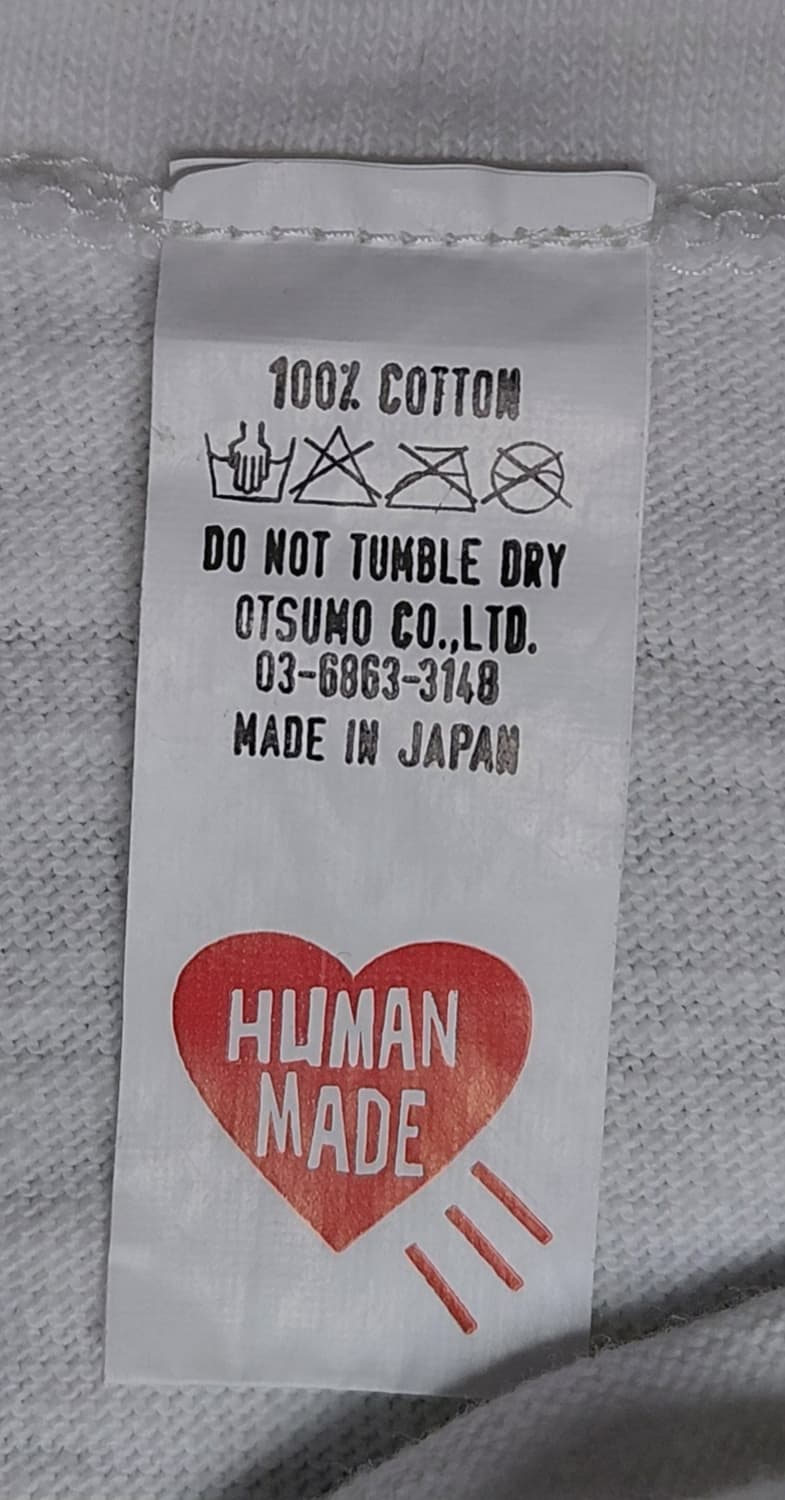 100% COTTON
DO NOT TUMBLE DRY
OTSUMO CO.,LTD.
03-6863-3148
MADE IN JAPAN
HUMAN
MADE